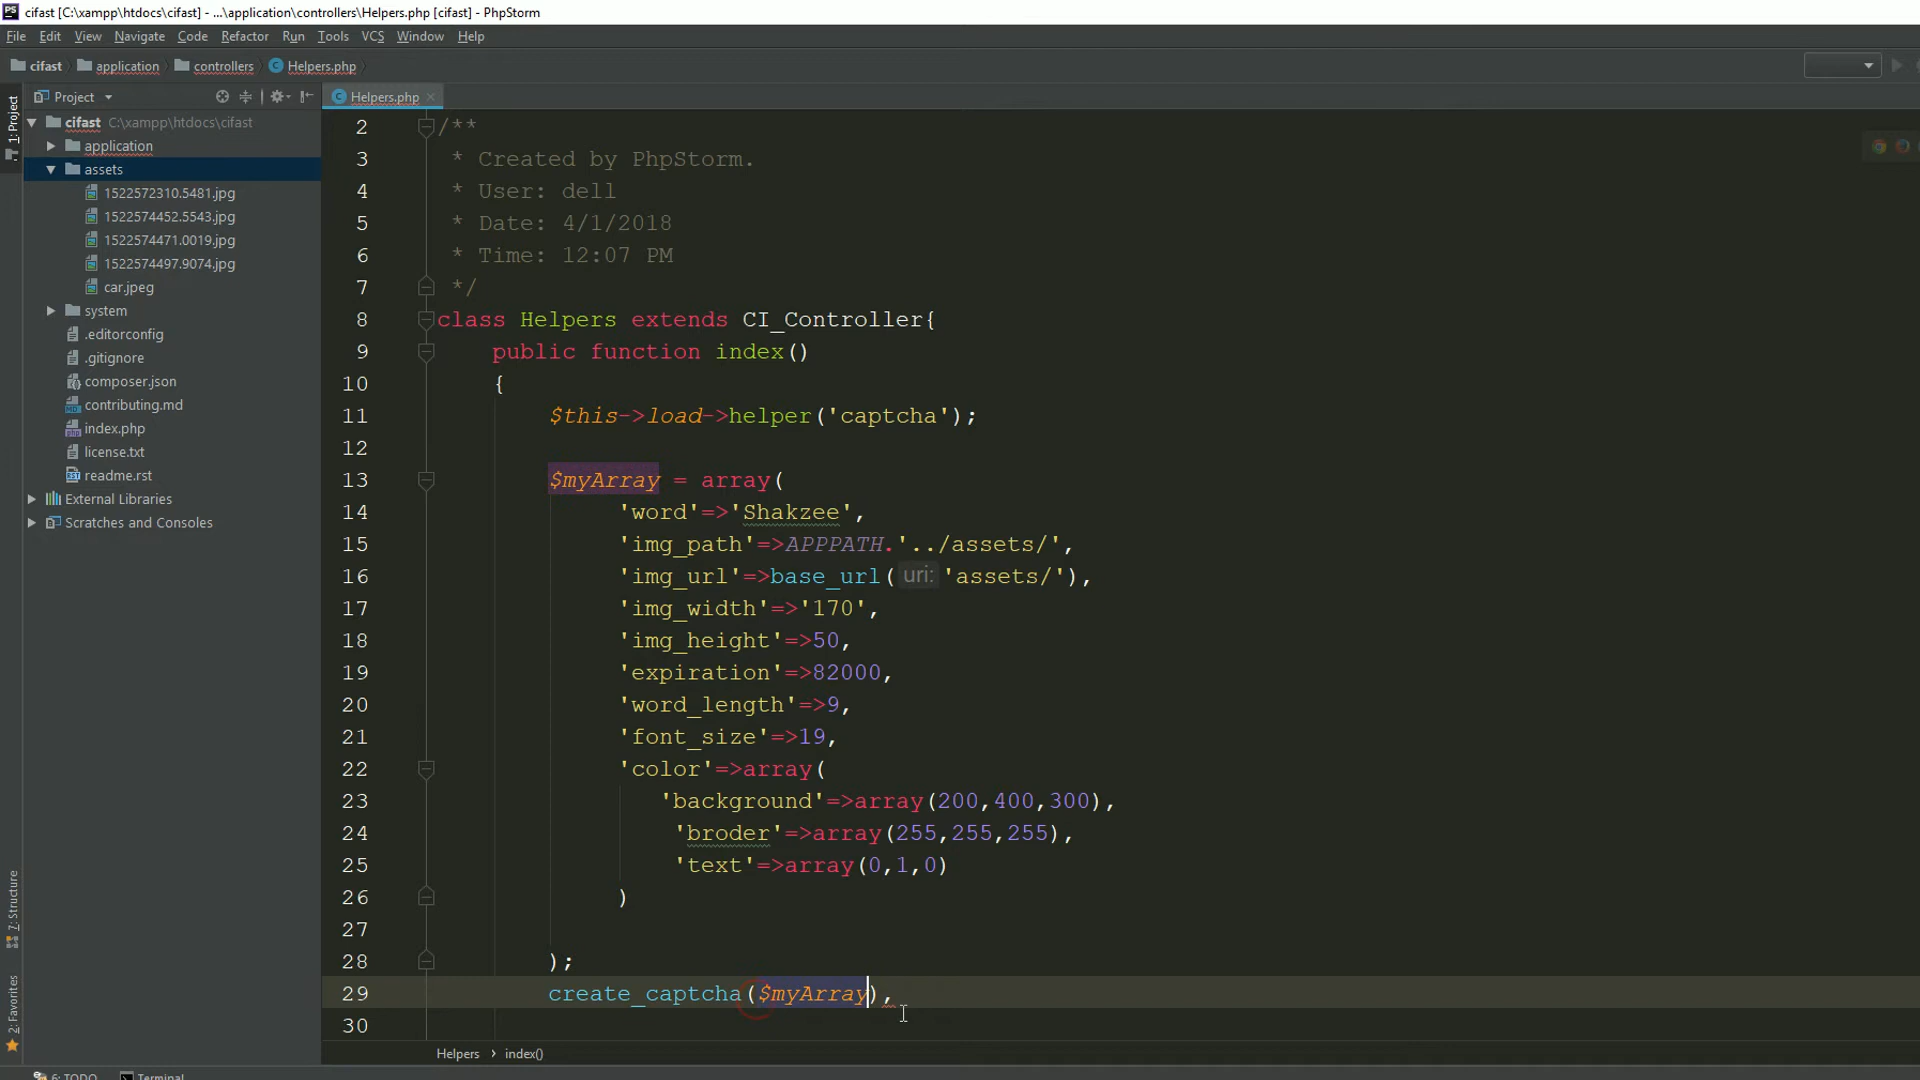 cifast [C:\xampp\htdocs\cifast] - ...\application\controllers\Helpers.php [cifast] - PhpStorm
File Edit View Navigate Code Refactor Run Tools VCS Window Help
cifast application controllers Helpers.php
1: Project
Project
Helpers.php
cifast C:\xampp\htdocs\cifast
application
assets
1522572310.5481.jpg
1522574452.5543.jpg
1522574471.0019.jpg
1522574497.9074.jpg
car.jpeg
system
.editorconfig
.gitignore
composer.json
contributing.md
index.php
license.txt
readme.rst
External Libraries
Scratches and Consoles
7: Structure
2: Favorites
2 /**
3 * Created by PhpStorm.
4 * User: dell
5 * Date: 4/1/2018
6 * Time: 12:07 PM
7 */
8 class Helpers extends CI_Controller{
9 public function index()
10 {
11 $this->load->helper('captcha');
12
13 $myArray = array(
14 'word'=>'Shakzee',
15 'img_path'=>APPPATH.'../assets/',
16 'img_url'=>base_url( uri: 'assets/'),
17 'img_width'=>'170',
18 'img_height'=>50,
19 'expiration'=>82000,
20 'word_length'=>9,
21 'font_size'=>19,
22 'color'=>array(
23 'background'=>array(200,400,300),
24 'broder'=>array(255,255,255),
25 'text'=>array(0,1,0)
26 )
27
28 );
29 create_captcha($myArray),
30
Helpers › index()
6: TODO Terminal